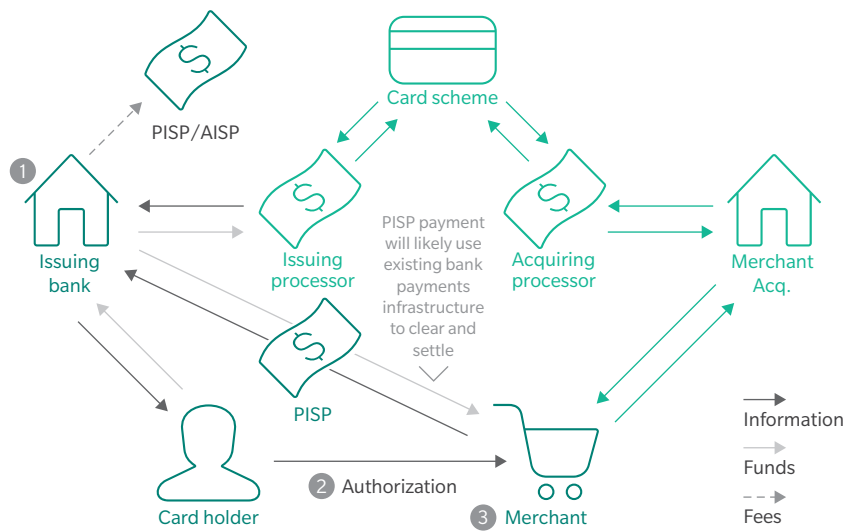 $
Card scheme
PISP/AISP
1
$
$
Issuing
bank
Issuing
processor
PISP payment
will likely use
existing bank
payments
infrastructure
to clear and
settle
Acquiring
processor
Merchant
Acq.
$
PISP
Information
Funds
Fees
2 Authorization
Card holder
3 Merchant